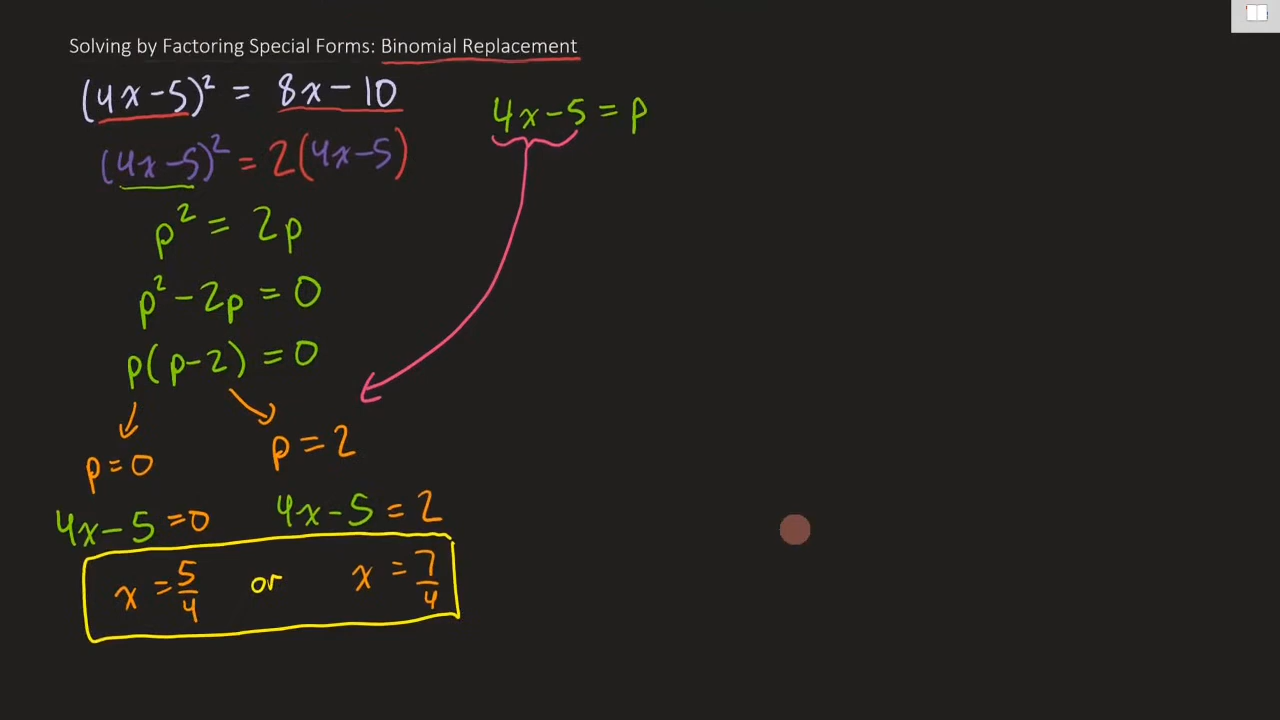 Solving by Factoring Special Forms: Binomial Replacement
(4x-5)² = 8x-10
4x-5 = p
(4x-5)² = 2(4x-5)
p² = 2p
p² - 2p = 0
p(p-2) = 0
p = 0
p = 2
4x-5 = 0
4x-5 = 2
x = 5/4 or x = 7/4